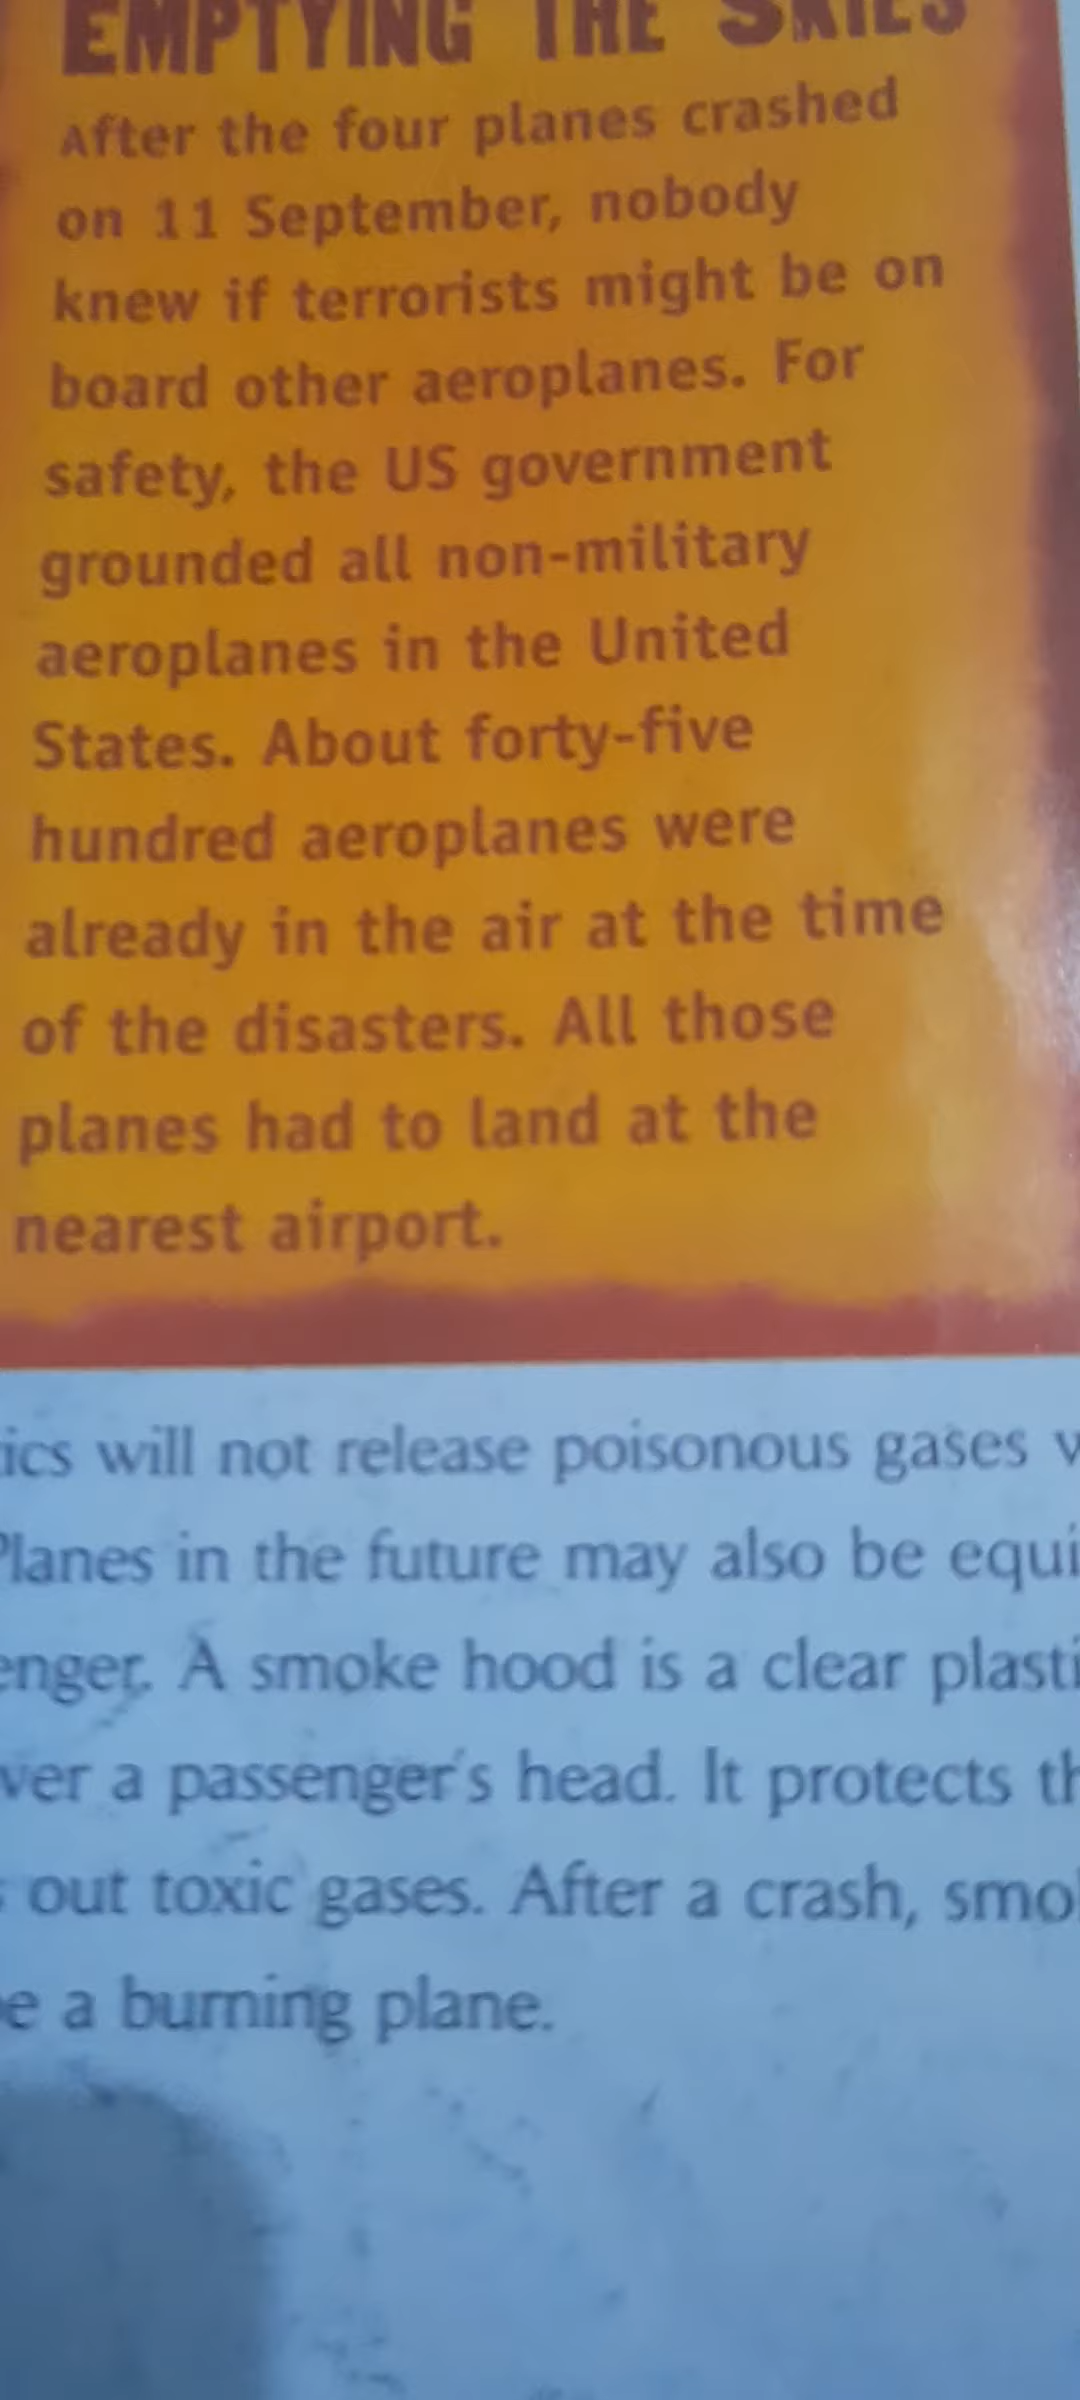 EMPTYING THE SKIES
After the four planes crashed
on 11 September, nobody
knew if terrorists might be on
board other aeroplanes. For
safety, the US government
grounded all non-military
aeroplanes in the United
States. About forty-five
hundred aeroplanes were
already in the air at the time
of the disasters. All those
planes had to land at the
nearest airport.
ics will not release poisonous gases
Planes in the future may also be equi
enger. A smoke hood is a clear plasti
ver a passenger's head. It protects th
out toxic gases. After a crash, smo
e a burning plane.